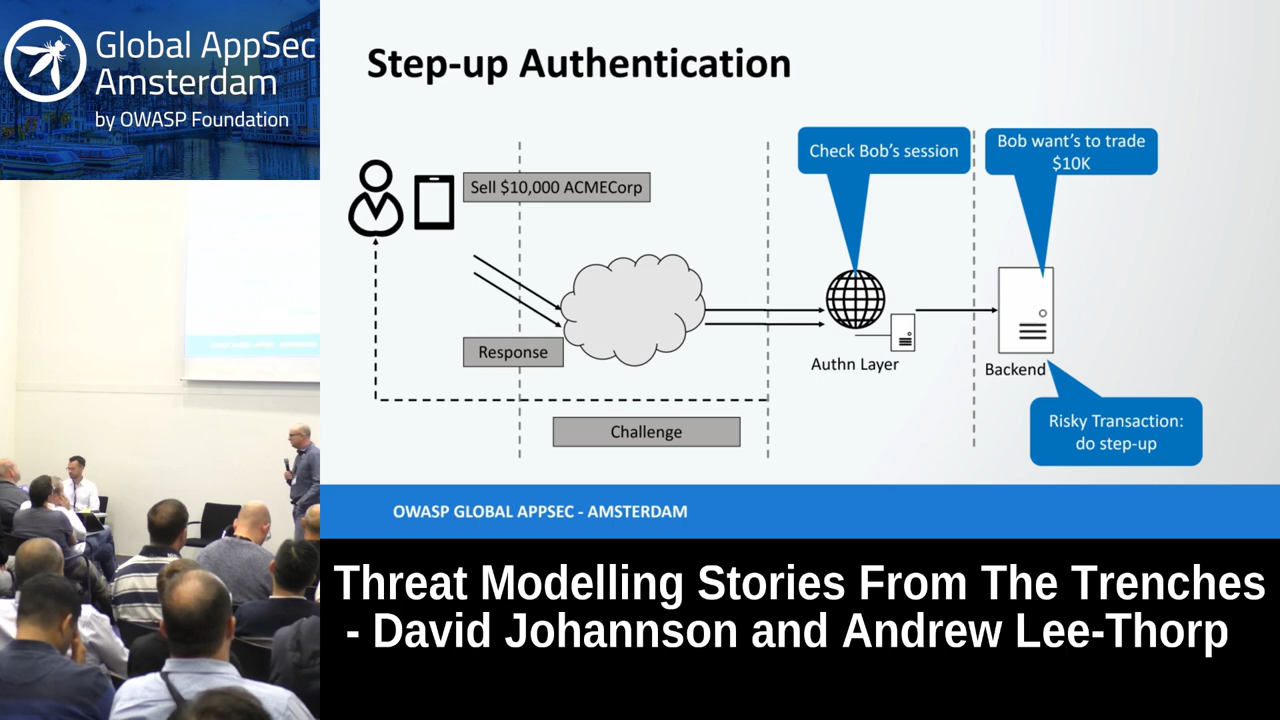 Global AppSec
Amsterdam
by OWASP Foundation
Step-up Authentication
Check Bob's session
Bob want's to trade
$10K
Sell $10,000 ACMECorp
Response
Authn Layer
Backend
Challenge
Risky Transaction:
do step-up
OWASP GLOBAL APPSEC - AMSTERDAM
Threat Modelling Stories From The Trenches
- David Johannson and Andrew Lee-Thorp